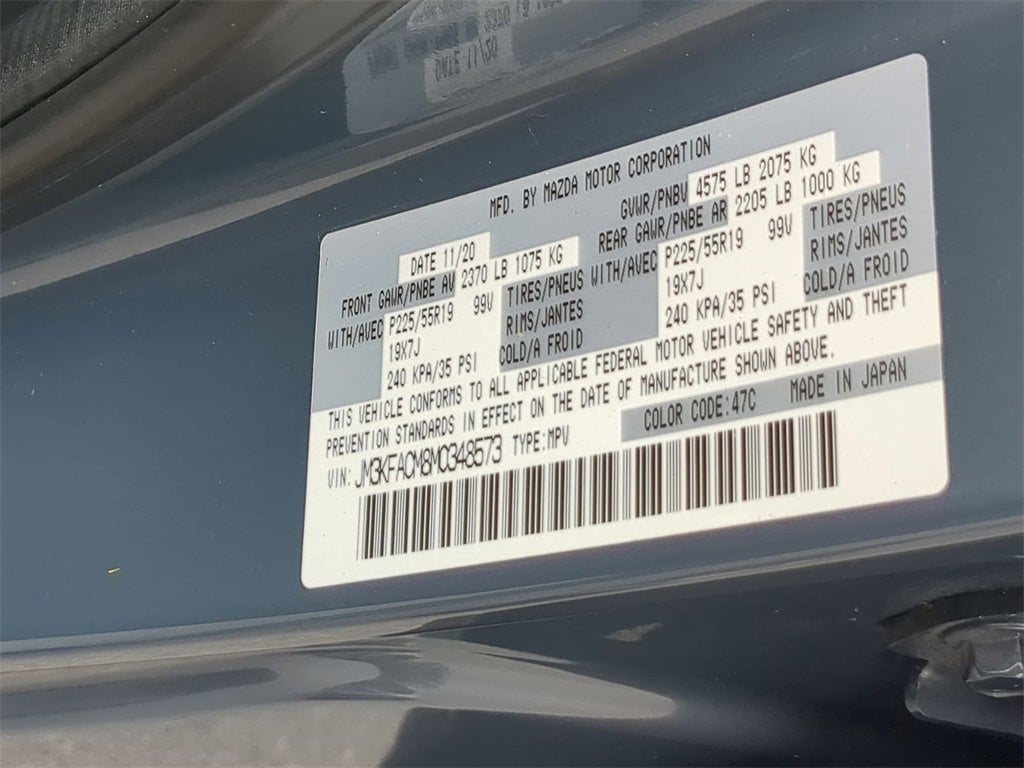 MFD. BY MAZDA MOTOR CORPORATION
DATE 11/20 GVWR/PNBV 4575 LB 2075 KG
FRONT GAWR/PNBE AV 2370 LB 1075 KG REAR GAWR/PNBE AR 2205 LB 1000 KG
WITH/AVEC P225/55R19 99V TIRES/PNEUS WITH/AVEC P225/55R19 99V TIRES/PNEUS
19X7J RIMS/JANTES 19X7J RIMS/JANTES
240 KPA/35 PSI COLD/A FROID 240 KPA/35 PSI COLD/A FROID
THIS VEHICLE CONFORMS TO ALL APPLICABLE FEDERAL MOTOR VEHICLE SAFETY AND THEFT
PREVENTION STANDARDS IN EFFECT ON THE DATE OF MANUFACTURE SHOWN ABOVE.
COLOR CODE:47C MADE IN JAPAN
VIN: JM3KFACM8M0348573 TYPE:MPV